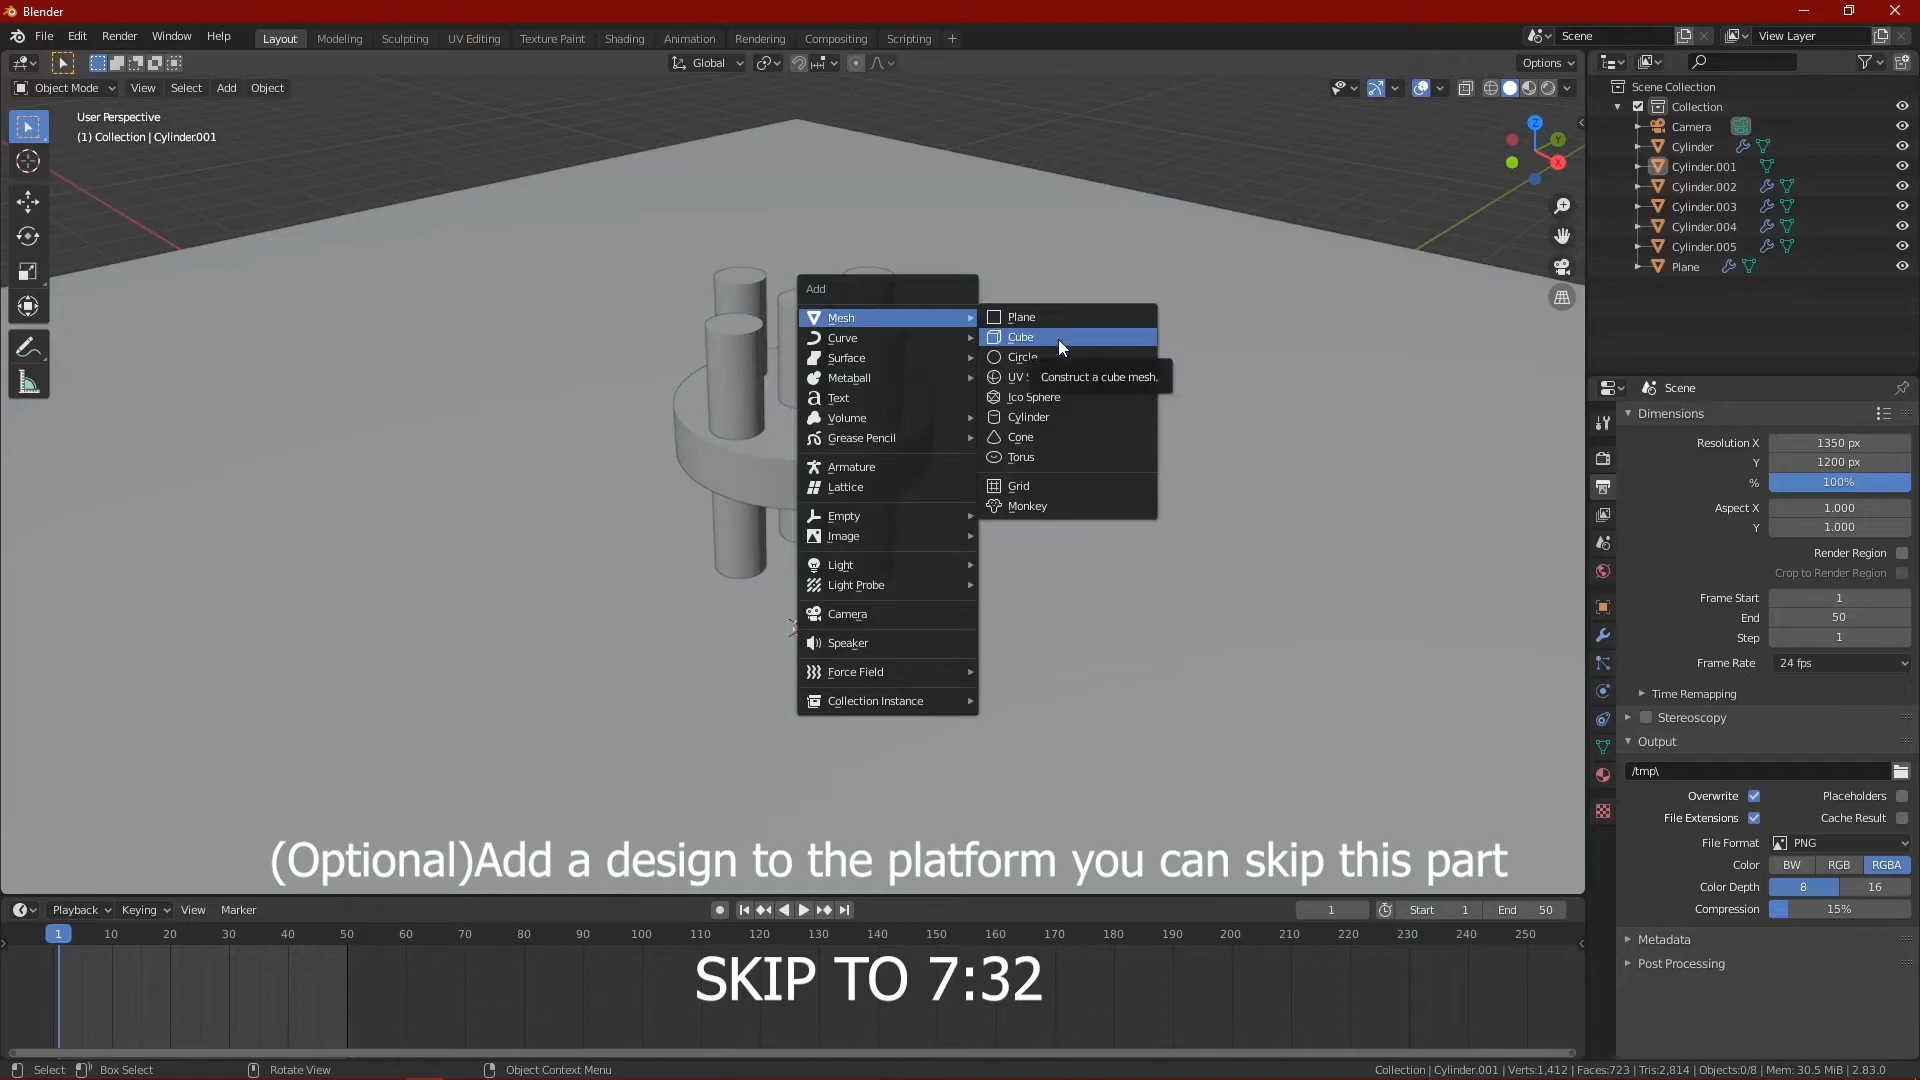 Blender
File Edit Render Window Help Layout Modeling Sculpting UV Editing Texture Paint Shading Animation Rendering Compositing Scripting + Scene View Layer
Global Options
Object Mode View Select Add Object
User Perspective
(1) Collection | Cylinder.001
Z
Y
X
Scene Collection
Collection
Camera
Cylinder
Cylinder.001
Cylinder.002
Cylinder.003
Cylinder.004
Cylinder.005
Plane
Add
Mesh
Curve
Surface
Metaball
Text
Volume
Grease Pencil
Armature
Lattice
Empty
Image
Light
Light Probe
Camera
Speaker
Force Field
Collection Instance
Plane
Cube
Circle
UV
Construct a cube mesh.
Ico Sphere
Cylinder
Cone
Torus
Grid
Monkey
Scene
Dimensions
Resolution X 1350 px
Y 1200 px
% 100%
Aspect X 1.000
Y 1.000
Render Region
Crop to Render Region
Frame Start 1
End 50
Step 1
Frame Rate 24 fps
Time Remapping
Stereoscopy
Output
/tmp\
Overwrite Placeholders
File Extensions Cache Result
File Format PNG
Color BW RGB RGBA
Color Depth 8 16
Compression 15%
Metadata
Post Processing
(Optional)Add a design to the platform you can skip this part
Playback Keying View Marker 1 Start 1 End 50
1 10 20 30 40 50 60 70 80 90 100 110 120 130 140 150 160 170 180 190 200 210 220 230 240 250
SKIP TO 7:32
Select Box Select Rotate View Object Context Menu Collection | Cylinder.001 | Verts:1,412 | Faces:723 | Tris:2,814 | Objects:0/8 | Mem: 30.5 MiB | 2.83.0